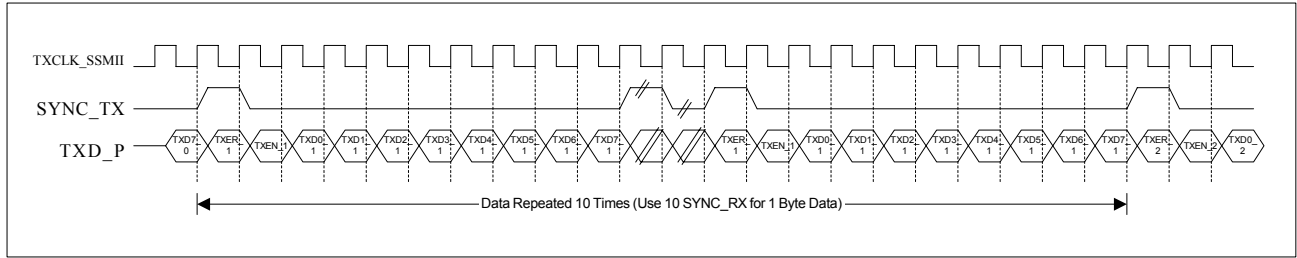 TXCLK_SSMII
SYNC_TX
TXD_P
TXD7_0 TXER_1 TXEN_1 TXD0_1 TXD1_1 TXD2_1 TXD3_1 TXD4_1 TXD5_1 TXD6_1 TXD7_1 TXER_1 TXEN_1 TXD0_1 TXD1_1 TXD2_1 TXD3_1 TXD4_1 TXD5_1 TXD6_1 TXD7_1 TXER_2 TXEN_2 TXD0_2
Data Repeated 10 Times (Use 10 SYNC_RX for 1 Byte Data)